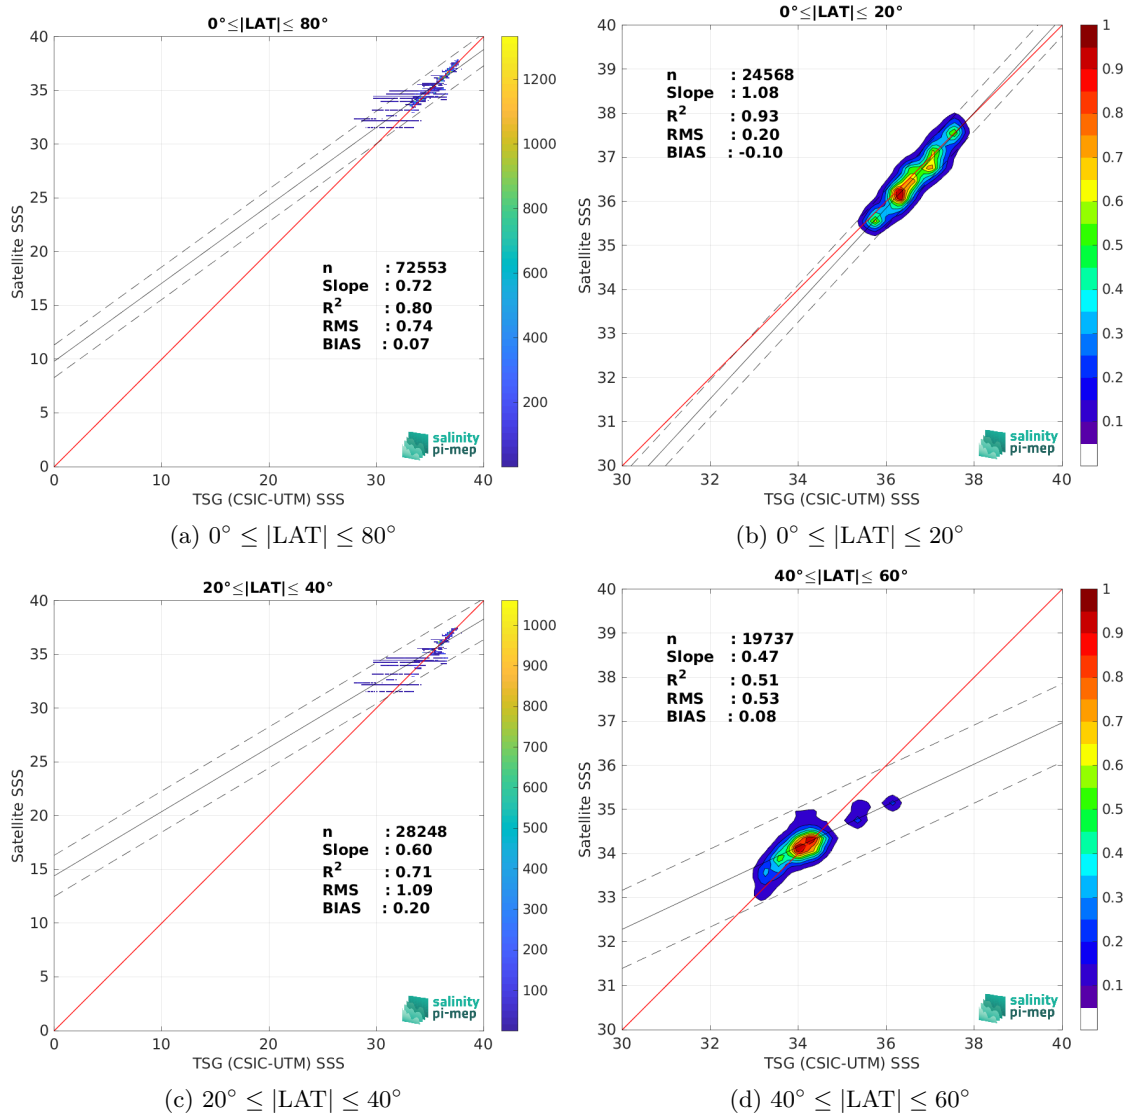 0°≤|LAT|≤ 80°
40
35
30
25
20
15
10
5
0
Satellite SSS
n : 72553
Slope : 0.72
R² : 0.80
RMS : 0.74
BIAS : 0.07
salinity
pi-mep
0 10 20 30 40
TSG (CSIC-UTM) SSS
1200
1000
800
600
400
200
(a) 0° ≤ |LAT| ≤ 80°
0°≤|LAT|≤ 20°
40
39
38
37
36
35
34
33
32
31
30
Satellite SSS
n : 24568
Slope : 1.08
R² : 0.93
RMS : 0.20
BIAS : -0.10
salinity
pi-mep
30 32 34 36 38 40
TSG (CSIC-UTM) SSS
1
0.9
0.8
0.7
0.6
0.5
0.4
0.3
0.2
0.1
(b) 0° ≤ |LAT| ≤ 20°
20°≤|LAT|≤ 40°
40
35
30
25
20
15
10
5
0
Satellite SSS
n : 28248
Slope : 0.60
R² : 0.71
RMS : 1.09
BIAS : 0.20
salinity
pi-mep
0 10 20 30 40
TSG (CSIC-UTM) SSS
1000
900
800
700
600
500
400
300
200
100
(c) 20° ≤ |LAT| ≤ 40°
40°≤|LAT|≤ 60°
40
39
38
37
36
35
34
33
32
31
30
Satellite SSS
n : 19737
Slope : 0.47
R² : 0.51
RMS : 0.53
BIAS : 0.08
salinity
pi-mep
30 32 34 36 38 40
TSG (CSIC-UTM) SSS
1
0.9
0.8
0.7
0.6
0.5
0.4
0.3
0.2
0.1
(d) 40° ≤ |LAT| ≤ 60°